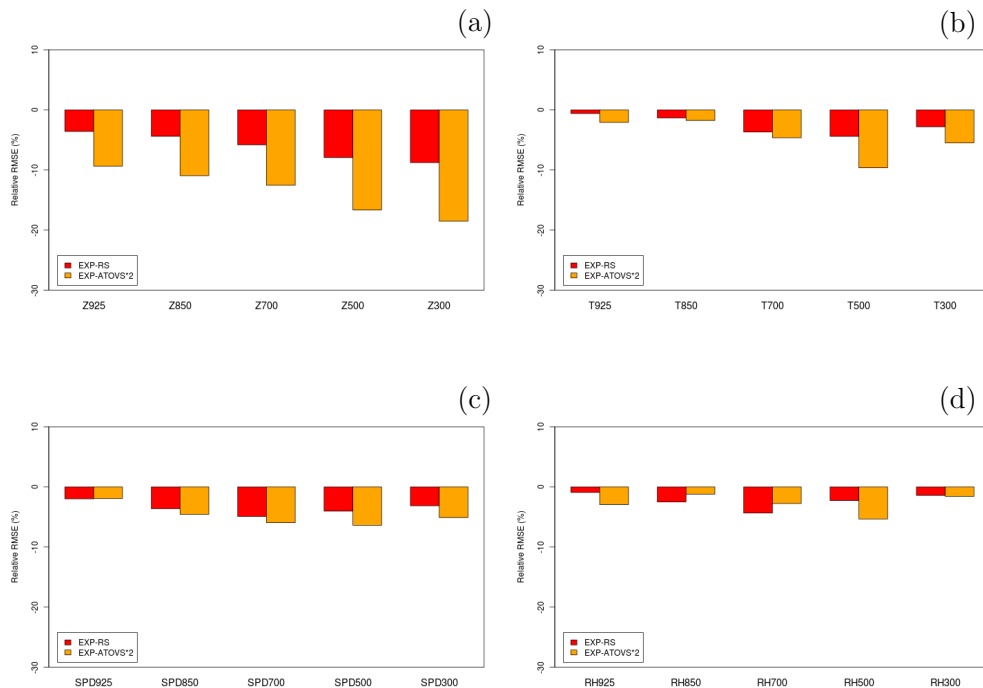 (a)
Relative RMSE (%)
10
0
-10
-20
-30
EXP-RS
EXP-ATOVS*2
Z925 Z850 Z700 Z500 Z300
(b)
Relative RMSE (%)
10
0
-10
-20
-30
EXP-RS
EXP-ATOVS*2
T925 T850 T700 T500 T300
(c)
Relative RMSE (%)
10
0
-10
-20
-30
EXP-RS
EXP-ATOVS*2
SPD925 SPD850 SPD700 SPD500 SPD300
(d)
Relative RMSE (%)
10
0
-10
-20
-30
EXP-RS
EXP-ATOVS*2
RH925 RH850 RH700 RH500 RH300